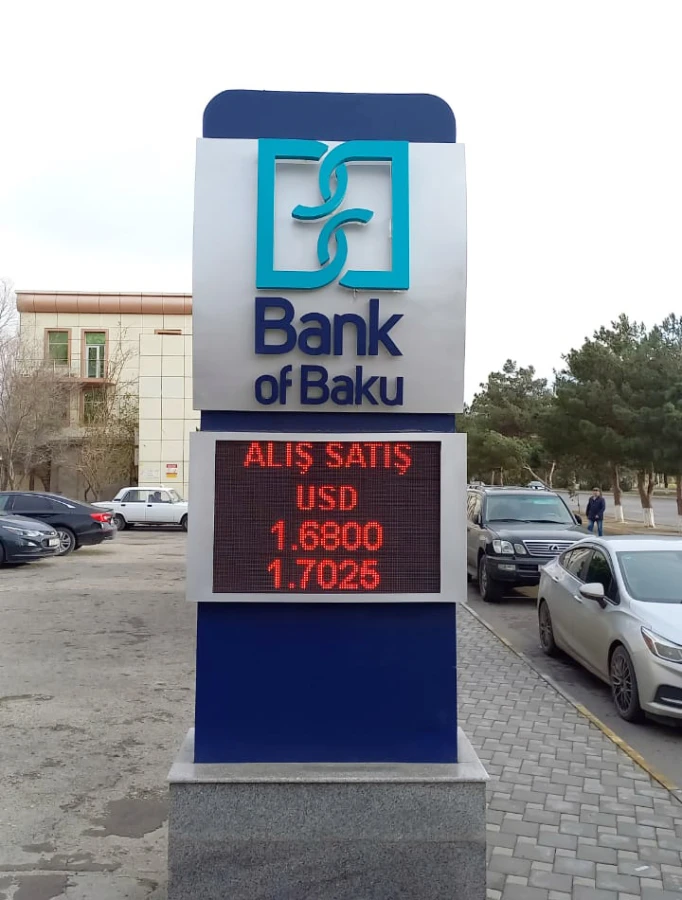 Bank
of Baku
ALIŞ SATIŞ
USD
1.6800
1.7025